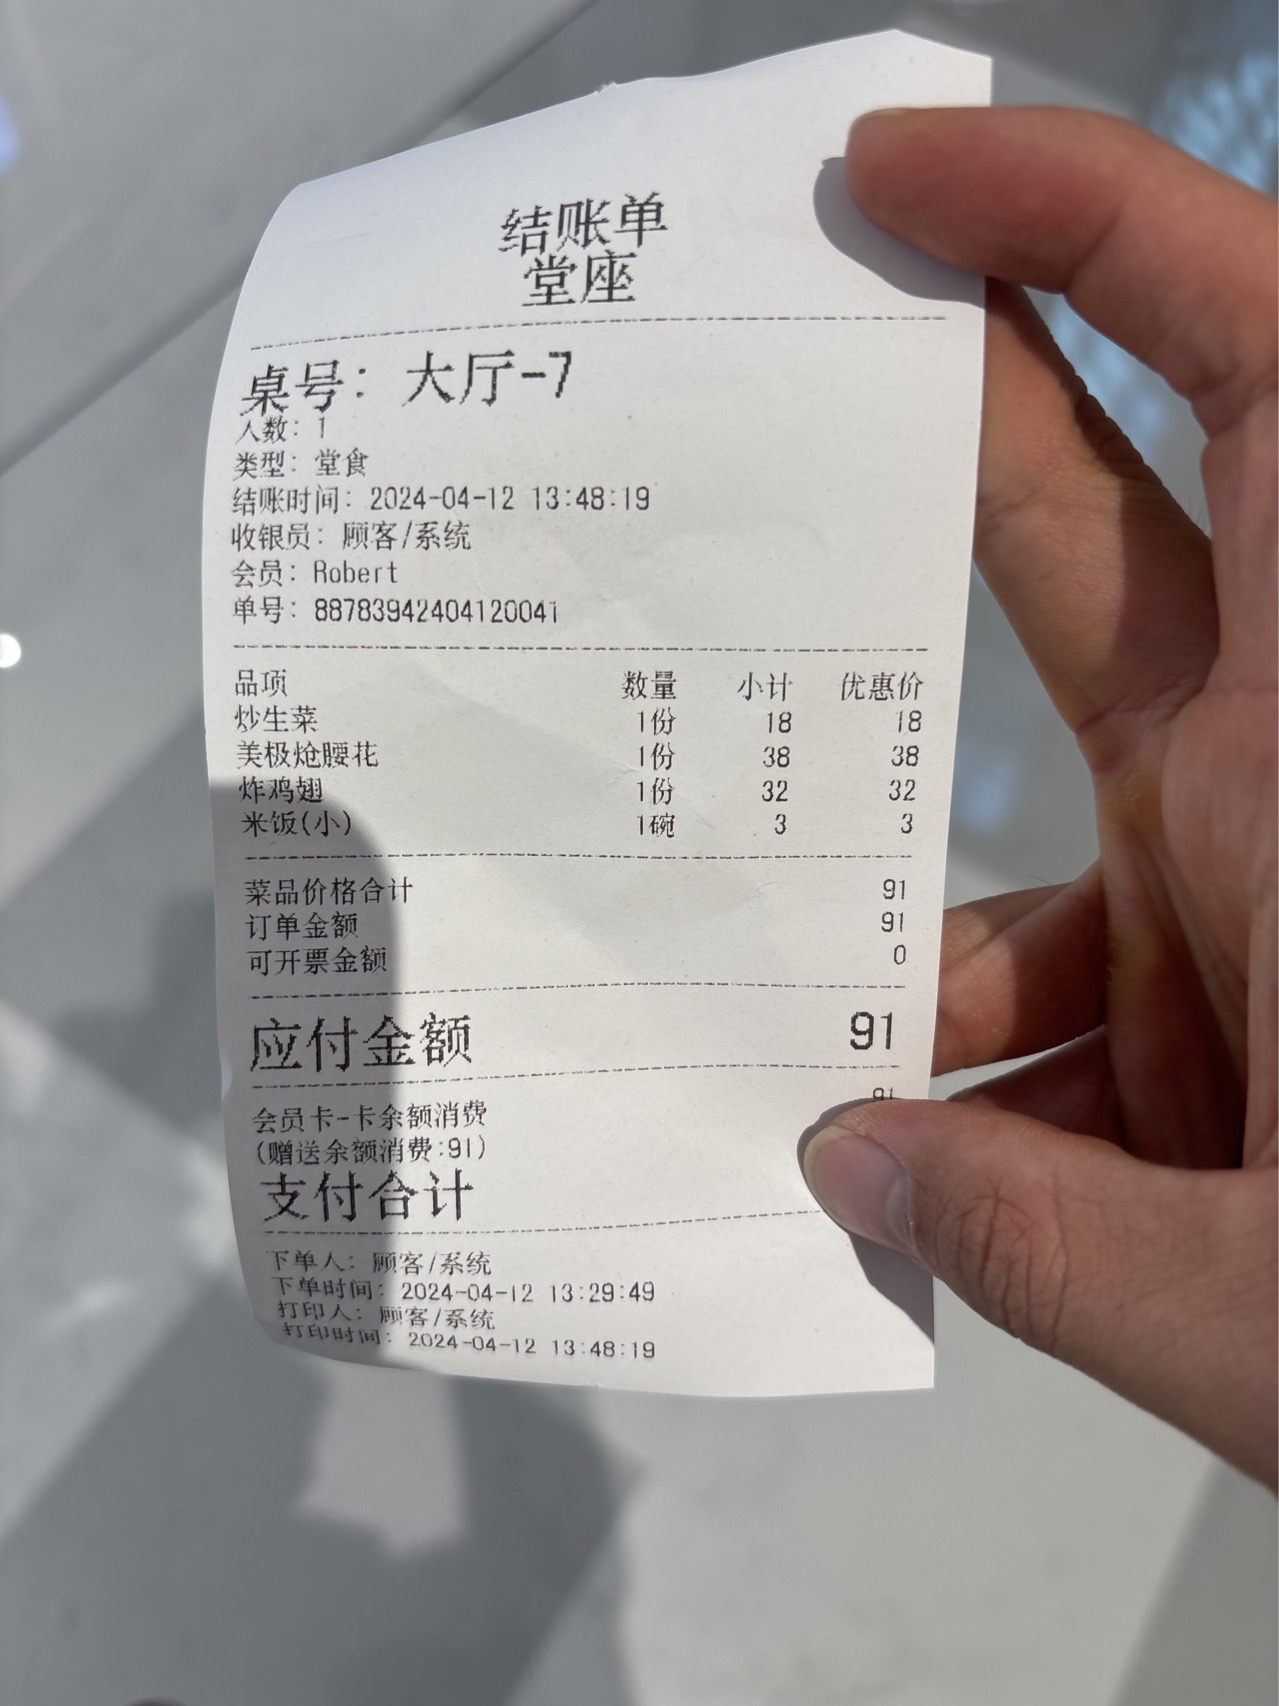 结账单
堂座
桌号：大厅-7
人数：1
类型：堂食
结账时间：2024-04-12 13:48:19
收银员：顾客/系统
会员：Robert
单号：88783942404120041
品项 数量 小计 优惠价
炒生菜 1份 18 18
美极炝腰花 1份 38 38
炸鸡翅 1份 32 32
米饭(小) 1碗 3 3
菜品价格合计 91
订单金额 91
可开票金额 0
应付金额 91
会员卡-卡余额消费 91
(赠送余额消费:91)
支付合计
下单人：顾客/系统
下单时间：2024-04-12 13:29:49
打印人：顾客/系统
打印时间：2024-04-12 13:48:19